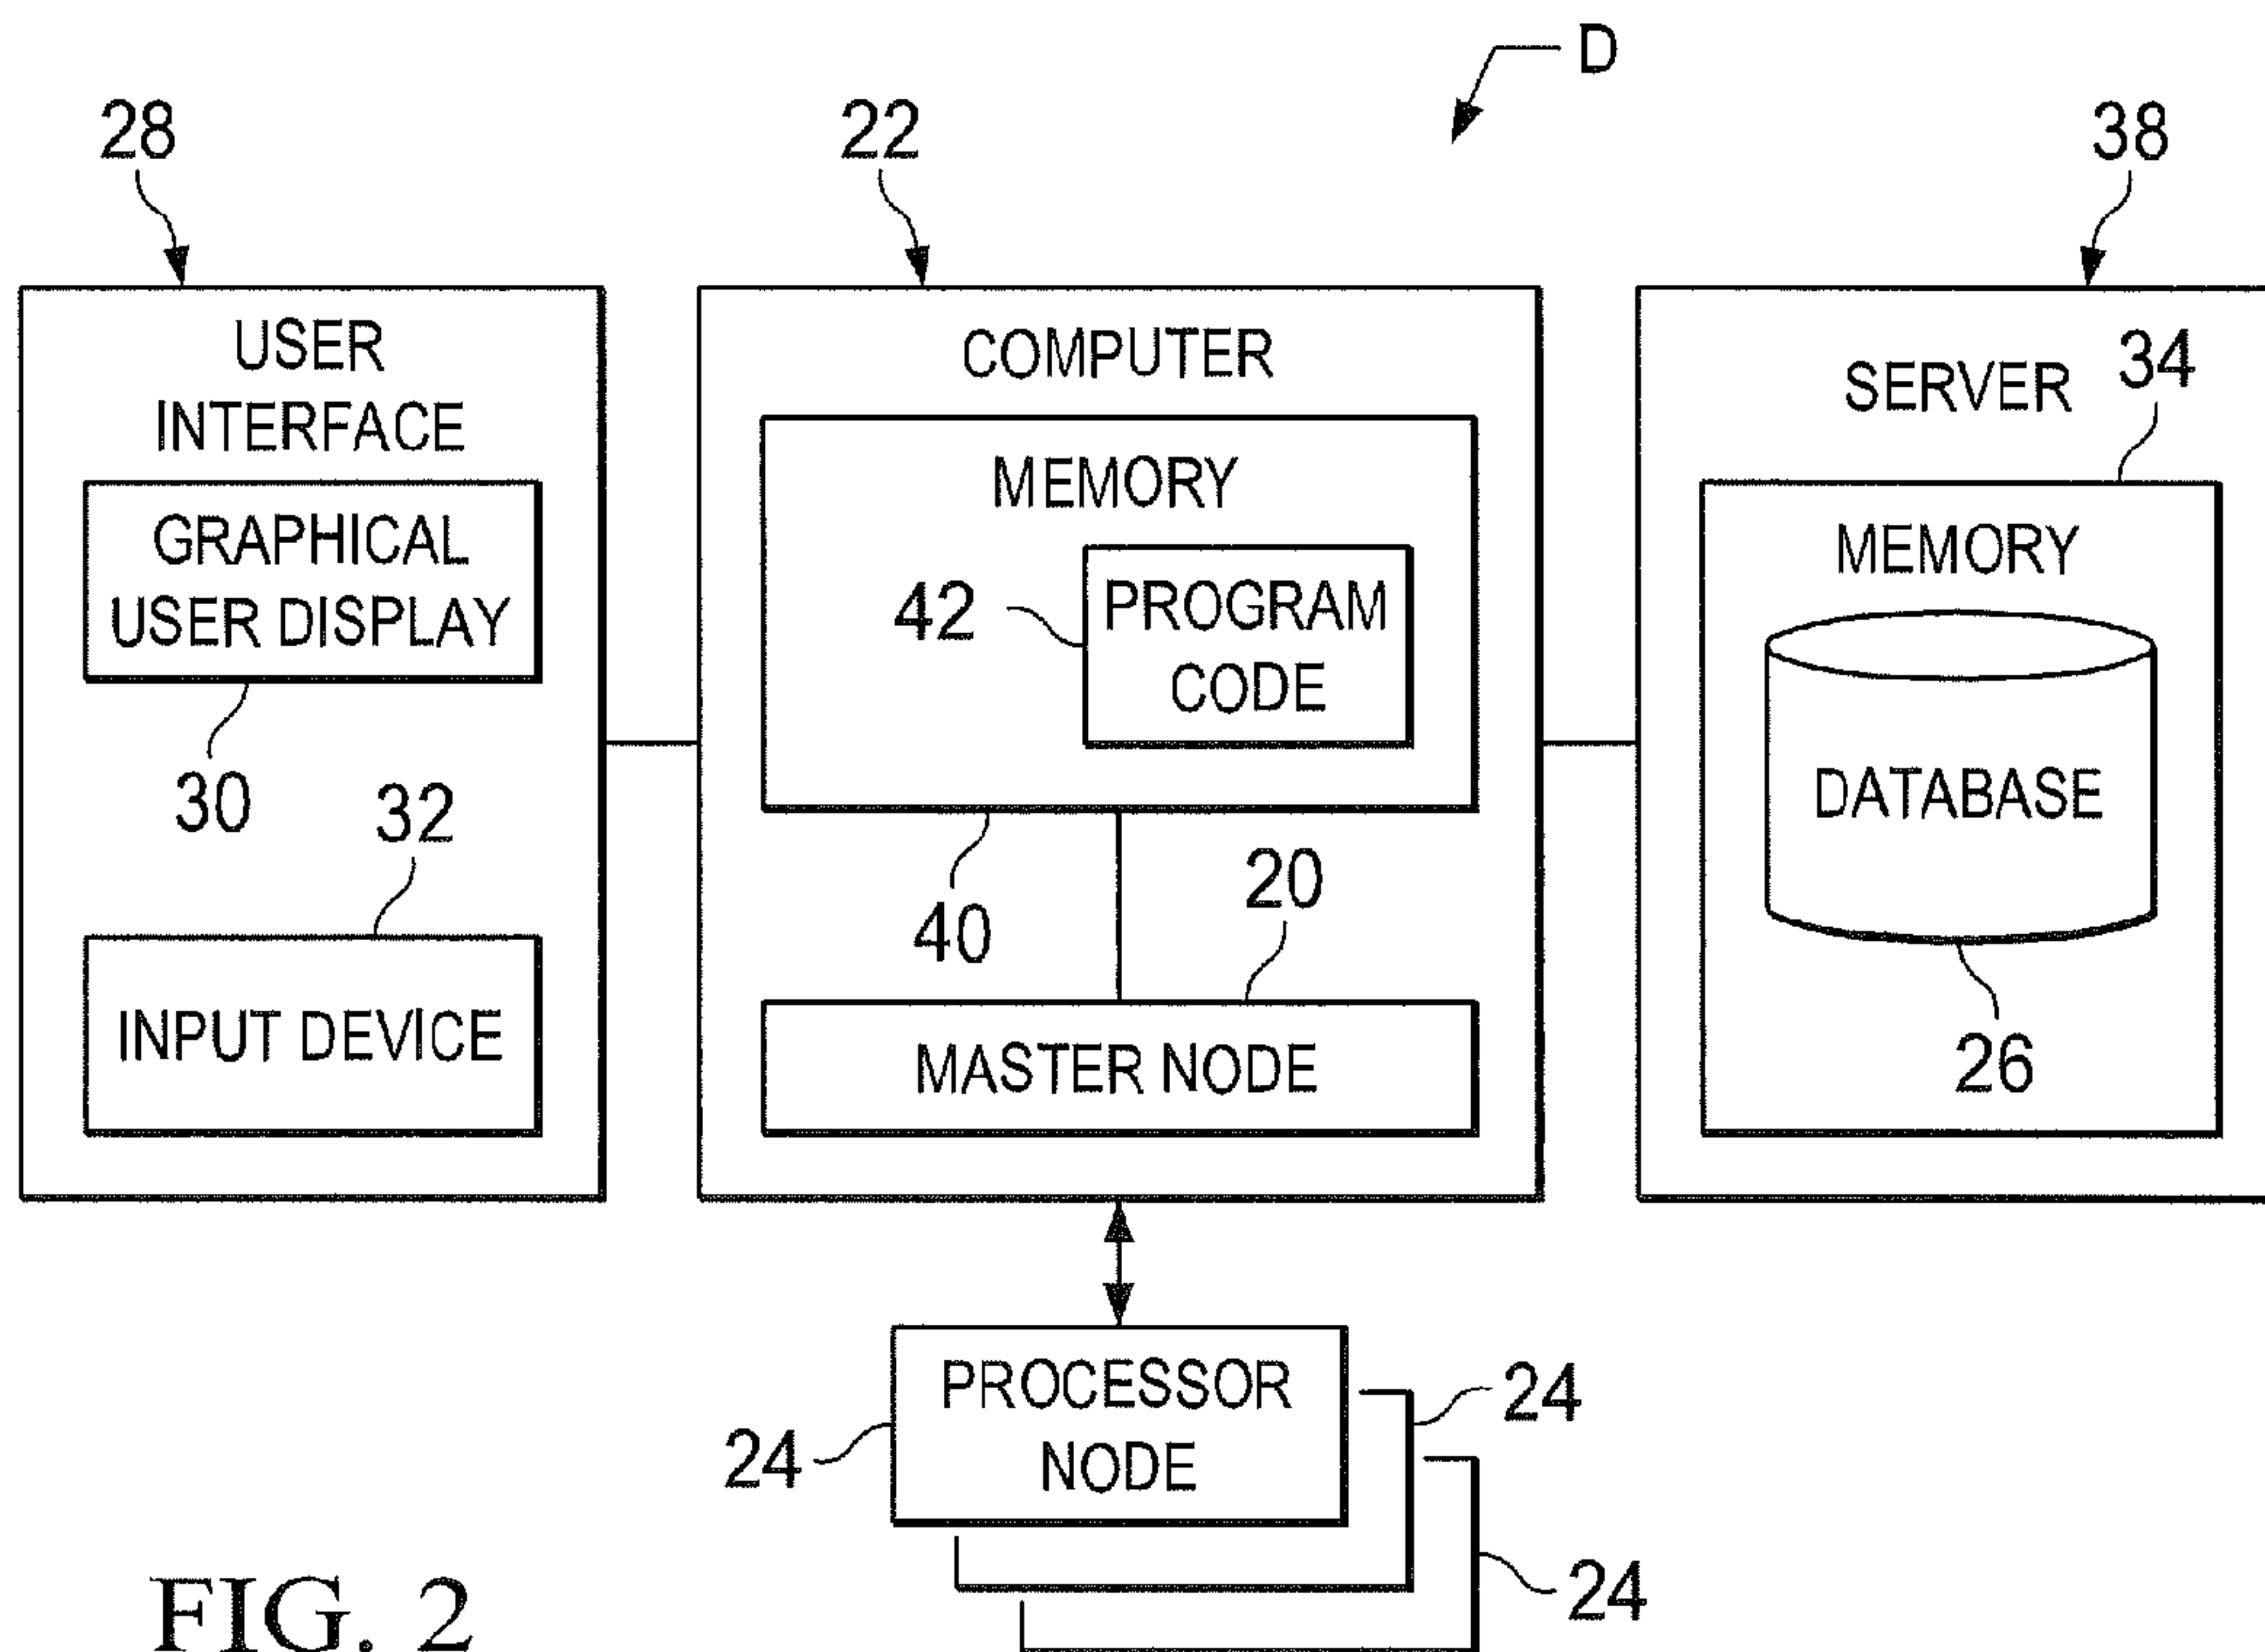 D
28
22
38
USER
INTERFACE
GRAPHICAL
USER DISPLAY
30
32
INPUT DEVICE
COMPUTER
MEMORY
42
PROGRAM
CODE
40
20
MASTER NODE
SERVER
34
MEMORY
DATABASE
26
PROCESSOR
NODE
24
24
24
FIG. 2